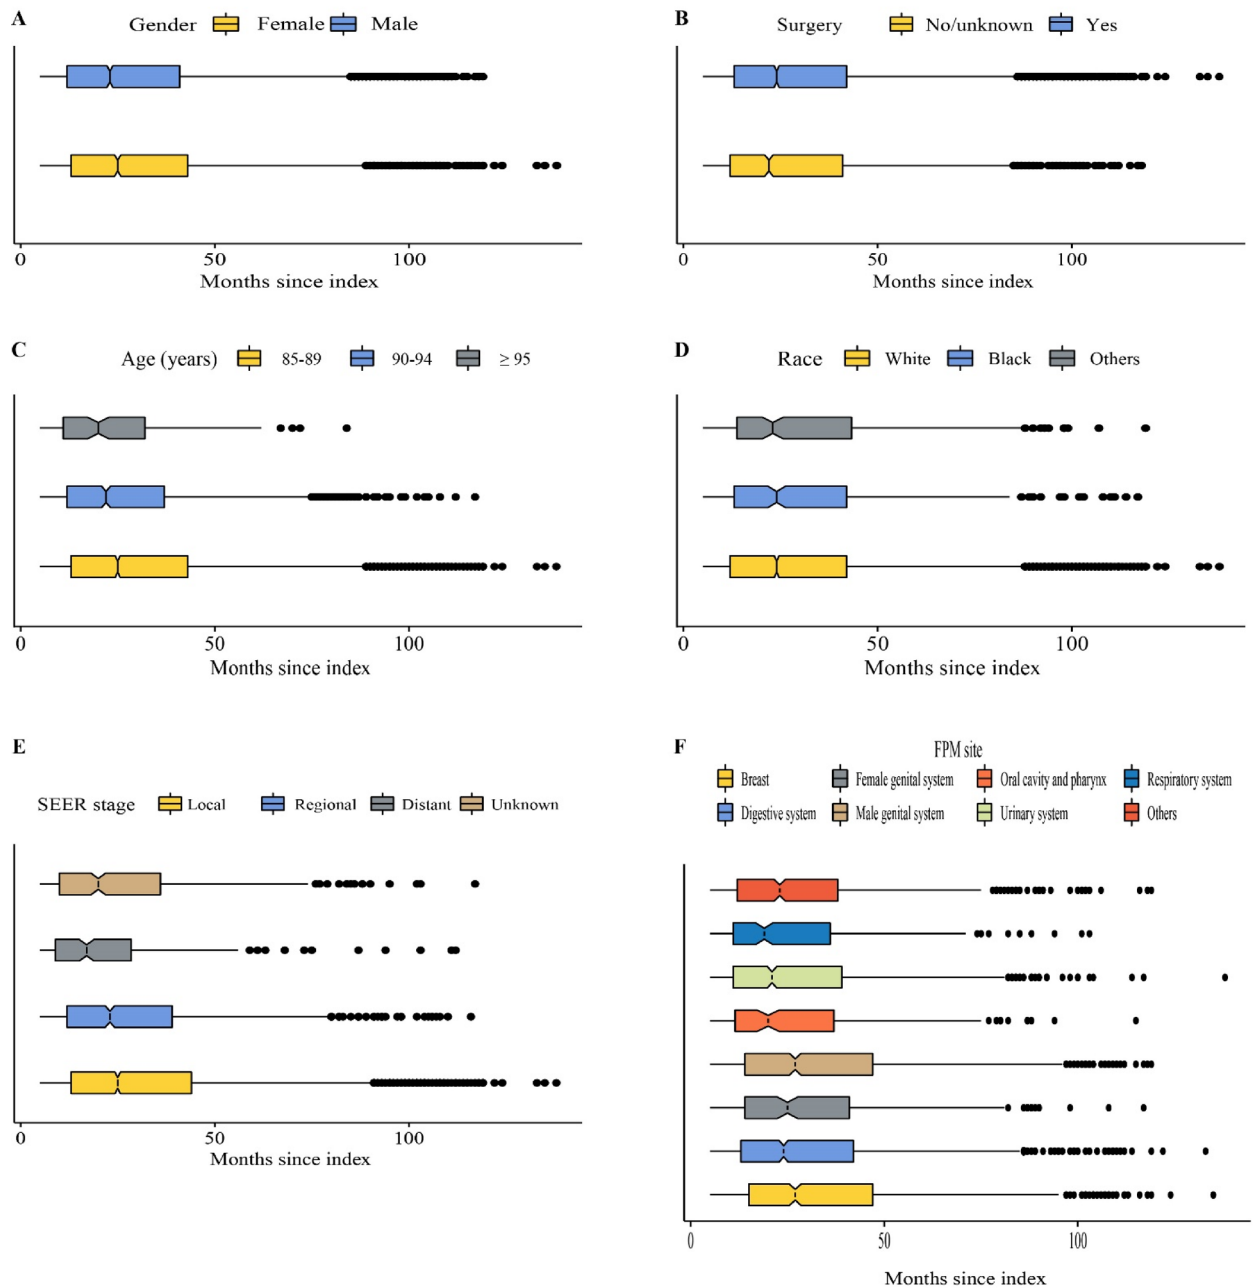 A
Gender Female Male
0 50 100
Months since index
B
Surgery No/unknown Yes
0 50 100
Months since index
C
Age (years) 85-89 90-94 ≥ 95
0 50 100
Months since index
D
Race White Black Others
0 50 100
Months since index
E
SEER stage Local Regional Distant Unknown
0 50 100
Months since index
F
FPM site
Breast Female genital system Oral cavity and pharynx Respiratory system
Digestive system Male genital system Urinary system Others
0 50 100
Months since index